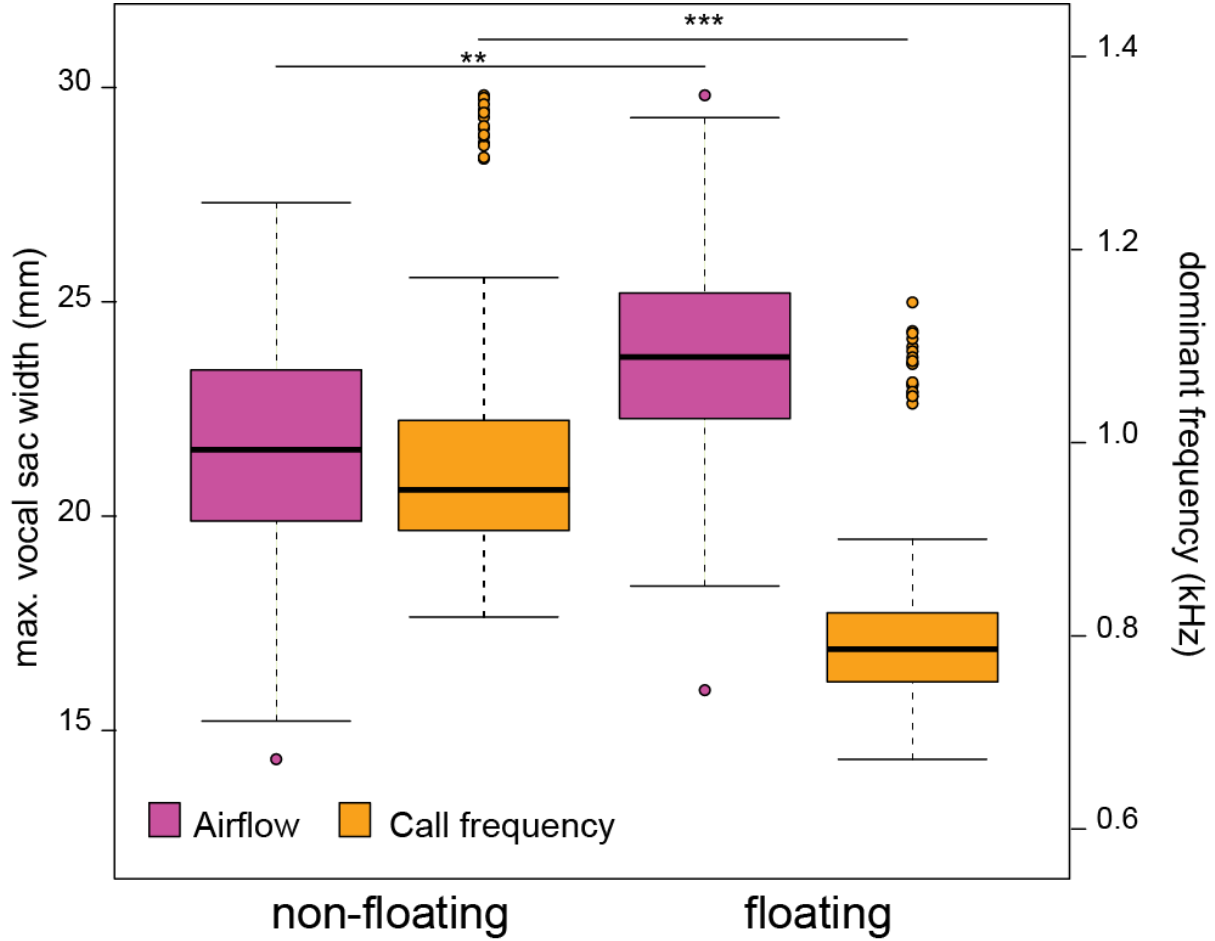 ***
**
30
25
20
15
max. vocal sac width (mm)
1.4
1.2
1.0
0.8
0.6
dominant frequency (kHz)
Airflow
Call frequency
non-floating
floating